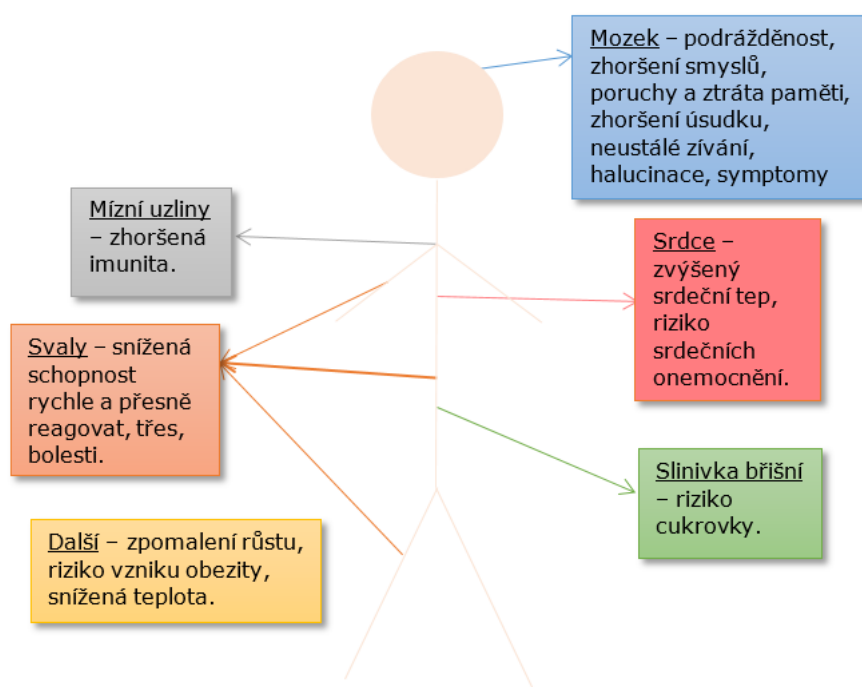 Mozek – podrážděnost,
zhoršení smyslů,
poruchy a ztráta paměti,
zhoršení úsudku,
neustálé zívání,
halucinace, symptomy
Mízní uzliny
– zhoršená
imunita.
Srdce –
zvýšený
srdeční tep,
riziko
srdečních
onemocnění.
Svaly – snížená
schopnost
rychle a přesně
reagovat, třes,
bolesti.
Slinivka břišní
– riziko
cukrovky.
Další – zpomalení růstu,
riziko vzniku obezity,
snížená teplota.